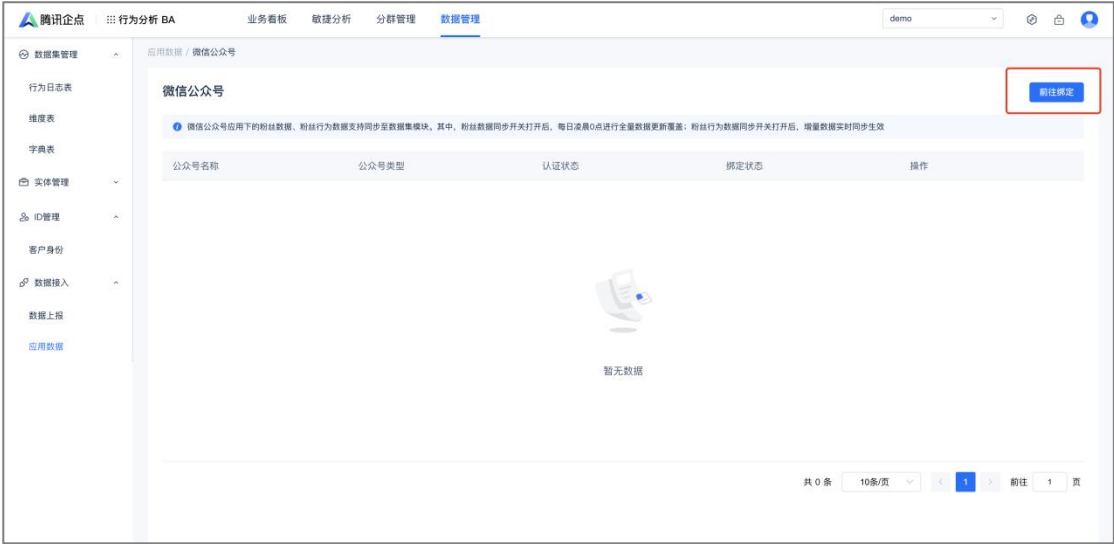 腾讯企点 行为分析 BA 业务看板 敏捷分析 分群管理 数据管理 demo
数据集管理
应用数据 / 微信公众号
行为日志表
微信公众号
前往绑定
维度表
微信公众号应用下的粉丝数据、粉丝行为数据支持同步至数据集模块。其中，粉丝数据同步开关打开后，每日凌晨0点进行全量数据更新覆盖；粉丝行为数据同步开关打开后，增量数据实时同步生效
字典表
公众号名称 公众号类型 认证状态 绑定状态 操作
实体管理
ID管理
客户身份
数据接入
数据上报
应用数据
暂无数据
共 0 条 10条/页 1 前往 1 页